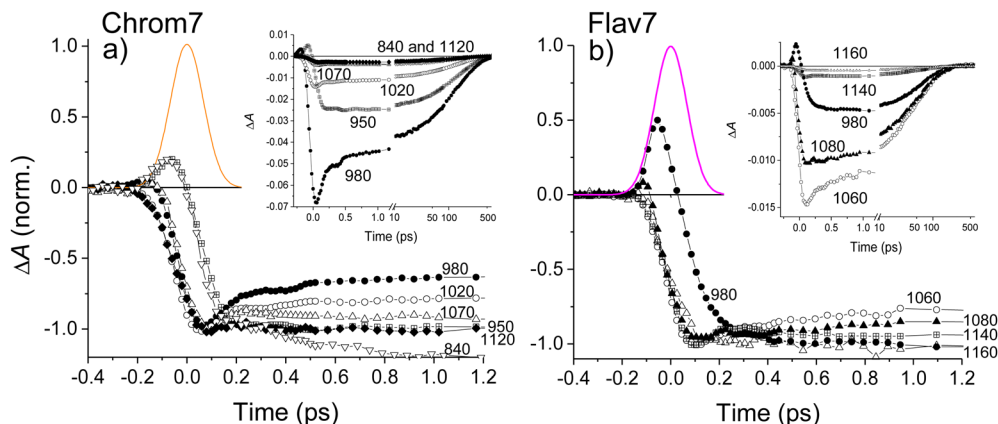 Chrom7
a)
1.0
0.5
0.0
-0.5
-1.0
ΔA (norm.)
-0.4 -0.2 0.0 0.2 0.4 0.6 0.8 1.0 1.2
Time (ps)
980
1020
1070
950
1120
840
0.00
-0.01
-0.02
-0.03
-0.04
-0.05
-0.06
-0.07
ΔA
840 and 1120
1070
1020
950
980
0.0 0.5 1.0 10 50 100 500
Time (ps)
Flav7
b)
1.0
0.5
0.0
-0.5
-1.0
-0.4 -0.2 0.0 0.2 0.4 0.6 0.8 1.0 1.2
Time (ps)
980
1060
1080
1140
1160
0.000
-0.005
-0.010
-0.015
ΔA
1160
1140
980
1080
1060
0.0 0.5 1.0 10 50 100 500
Time (ps)